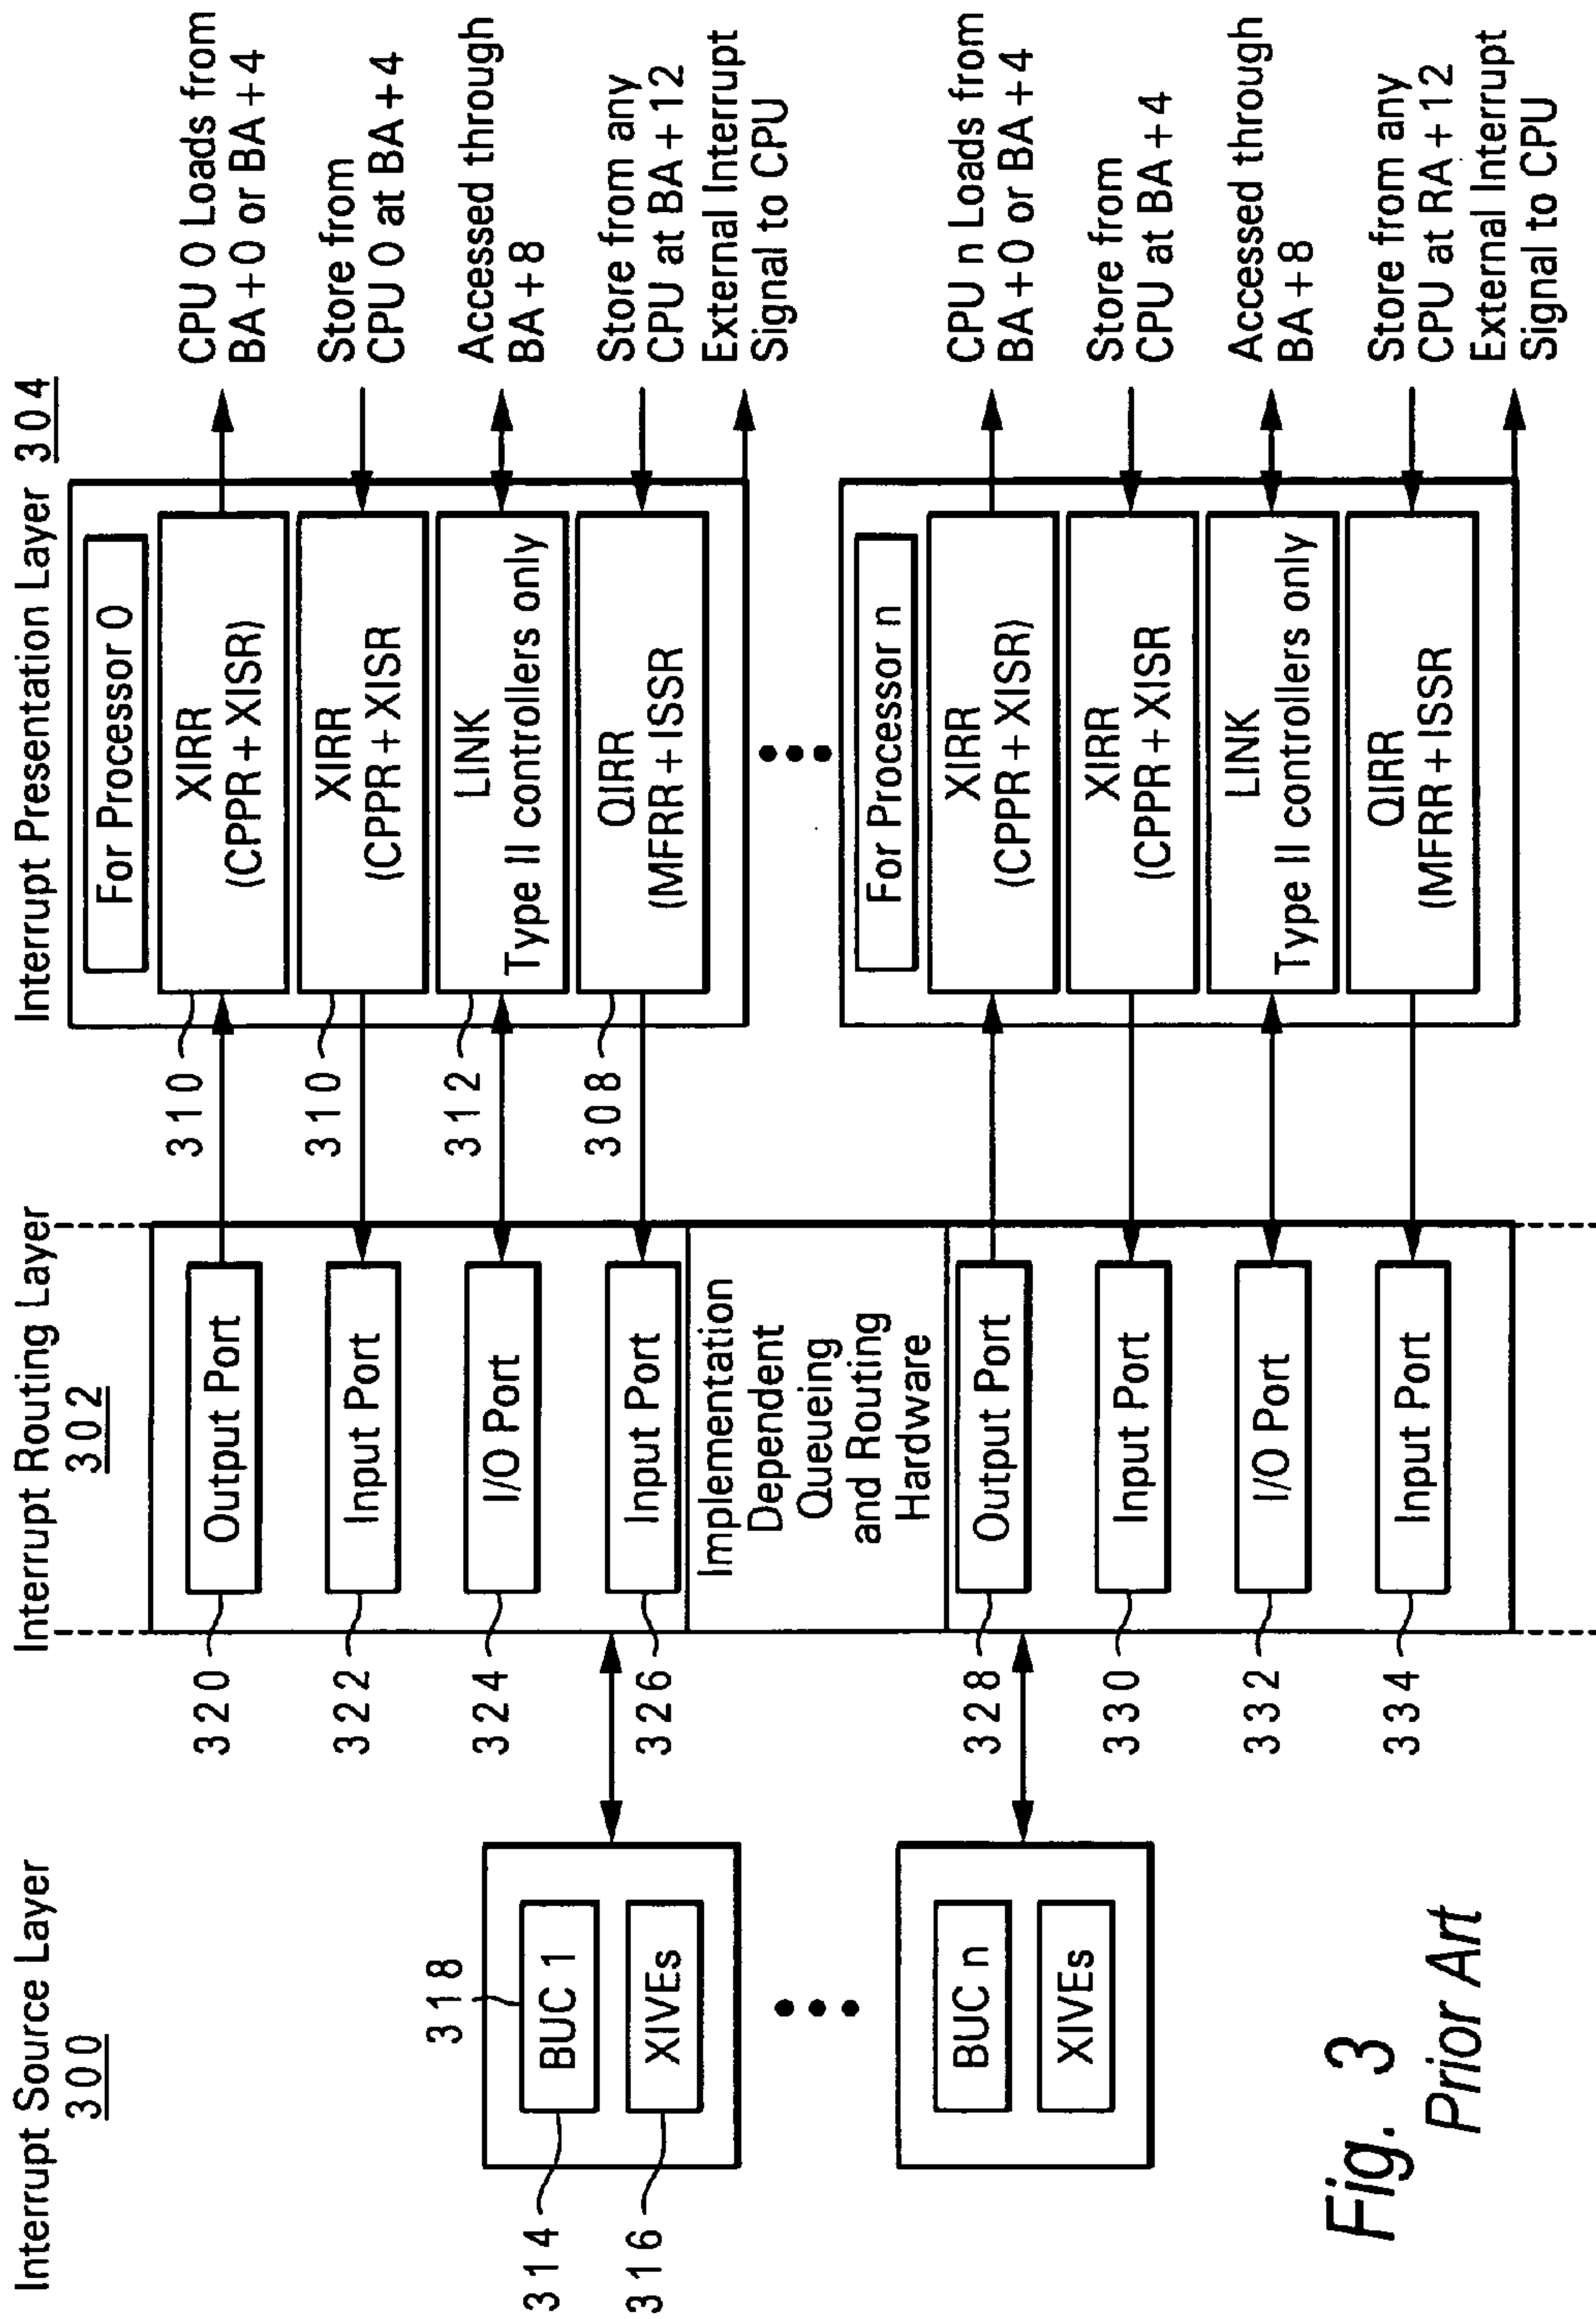 Interrupt Source Layer
300
Interrupt Routing Layer
302
Interrupt Presentation Layer 304
314
316
318
BUC 1
XIVEs
BUC n
XIVEs
320
322
324
326
328
330
332
334
Output Port
Input Port
I/O Port
Input Port
Implementation
Dependent
Queueing
and Routing
Hardware
Output Port
Input Port
I/O Port
Input Port
310
310
312
308
For Processor 0
XIRR
(CPPR+XISR)
XIRR
(CPPR+XISR
LINK
Type II controllers only
QIRR
(MFRR+ISSR
For Processor n
XIRR
(CPPR+XISR)
XIRR
(CPPR+XISR
LINK
Type II controllers only
QIRR
(MFRR+ISSR
CPU 0 Loads from
BA+0 or BA+4
Store from
CPU 0 at BA+4
Accessed through
BA+8
Store from any
CPU at BA+12
External Interrupt
Signal to CPU
CPU n Loads from
BA+0 or BA+4
Store from
CPU at BA+4
Accessed through
BA+8
Store from any
CPU at RA+12
External Interrupt
Signal to CPU
Fig. 3
Prior Art